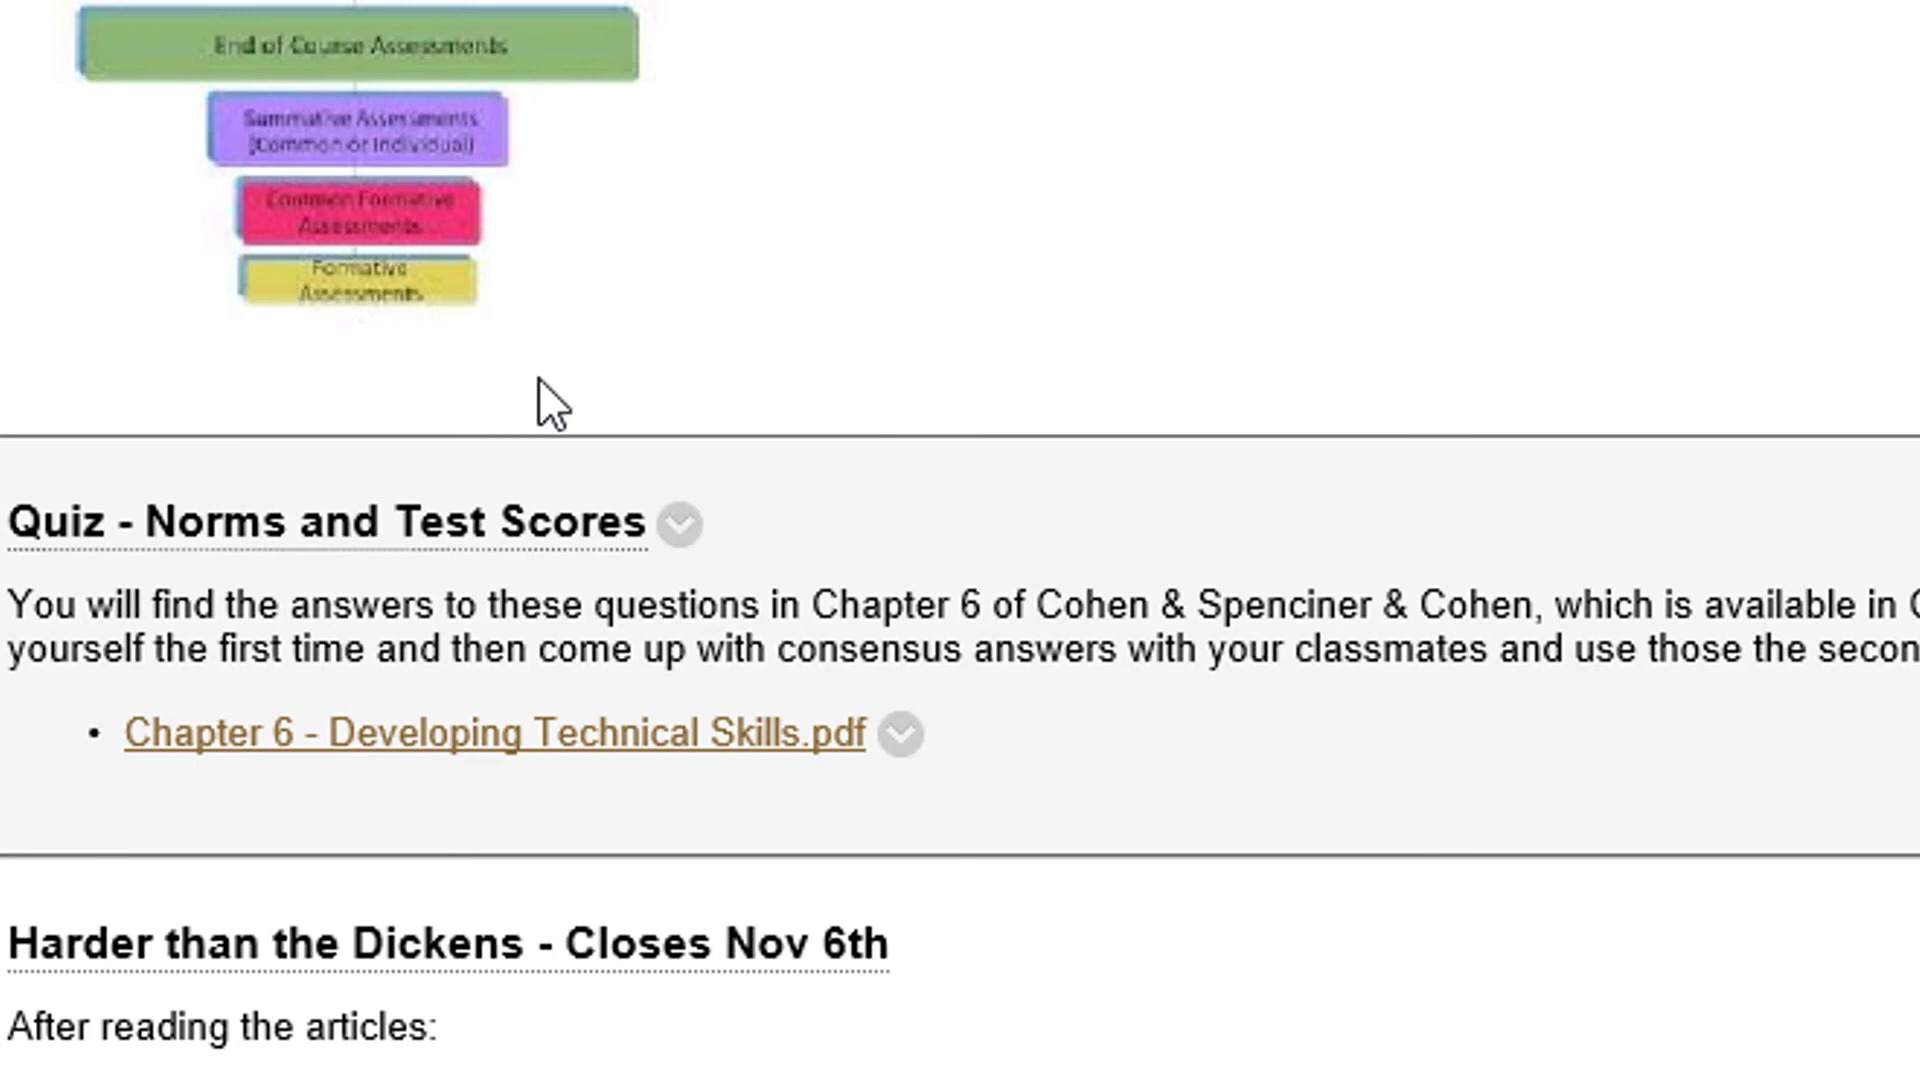 End of Course Assessments
Summative Assessments
(Common or Individual)
Common Formative
Assessments
Formative
Assessments
Quiz - Norms and Test Scores
You will find the answers to these questions in Chapter 6 of Cohen & Spenciner & Cohen, which is available in
yourself the first time and then come up with consensus answers with your classmates and use those the secon
• Chapter 6 - Developing Technical Skills.pdf
Harder than the Dickens - Closes Nov 6th
After reading the articles: